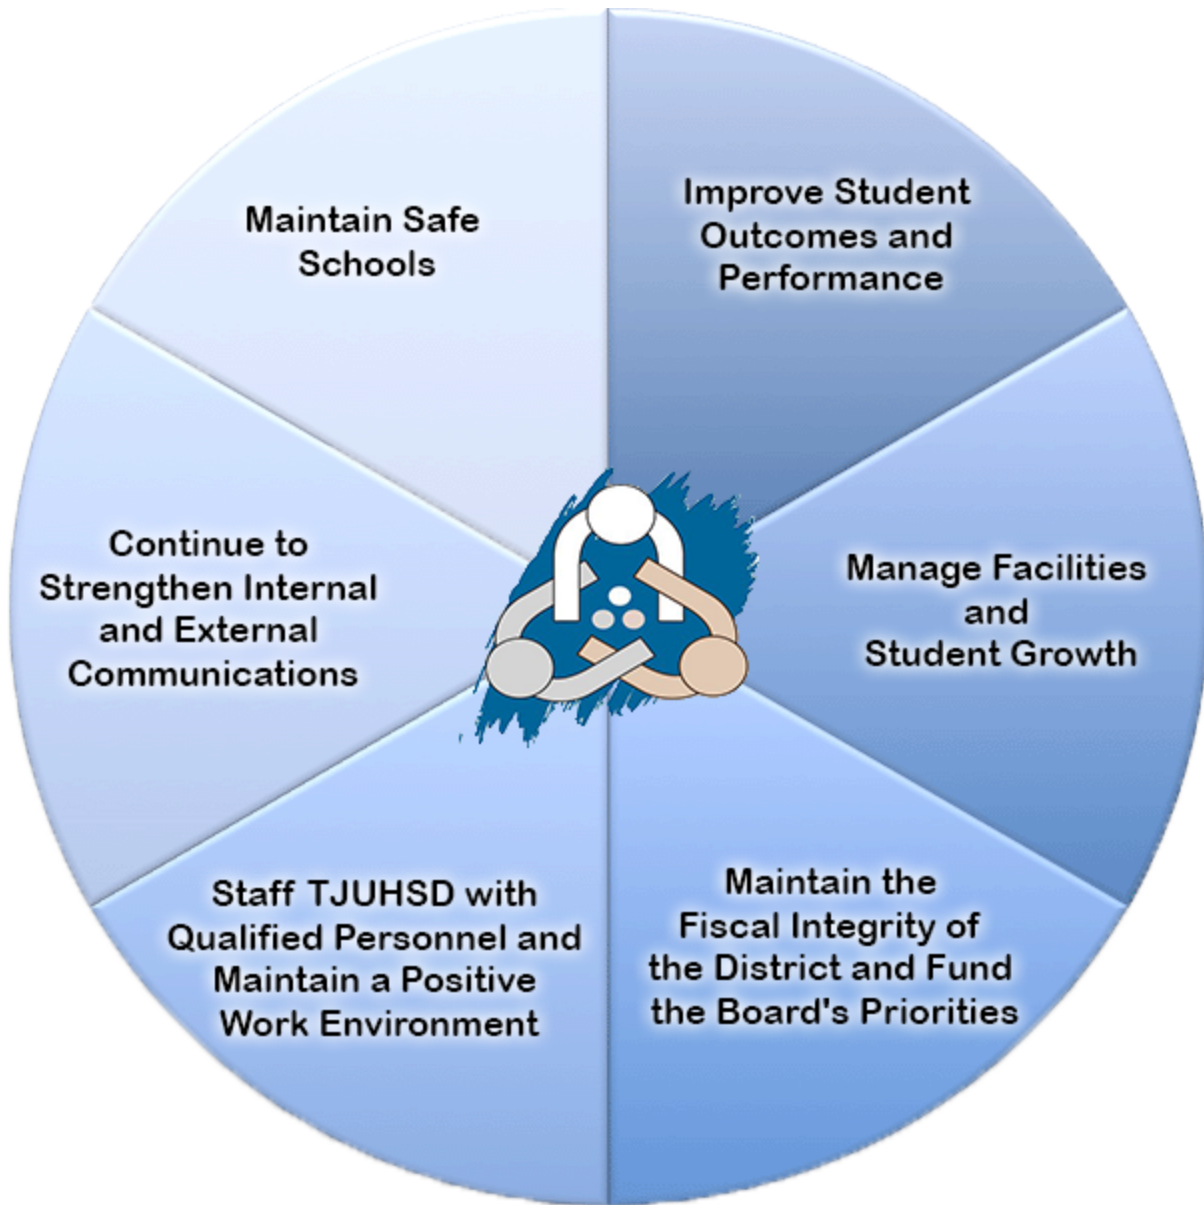 Maintain Safe
Schools
Improve Student
Outcomes and
Performance
Continue to
Strengthen Internal
and External
Communications
Manage Facilities
and
Student Growth
Staff TJUHSD with
Qualified Personnel and
Maintain a Positive
Work Environment
Maintain the
Fiscal Integrity of
the District and Fund
the Board's Priorities